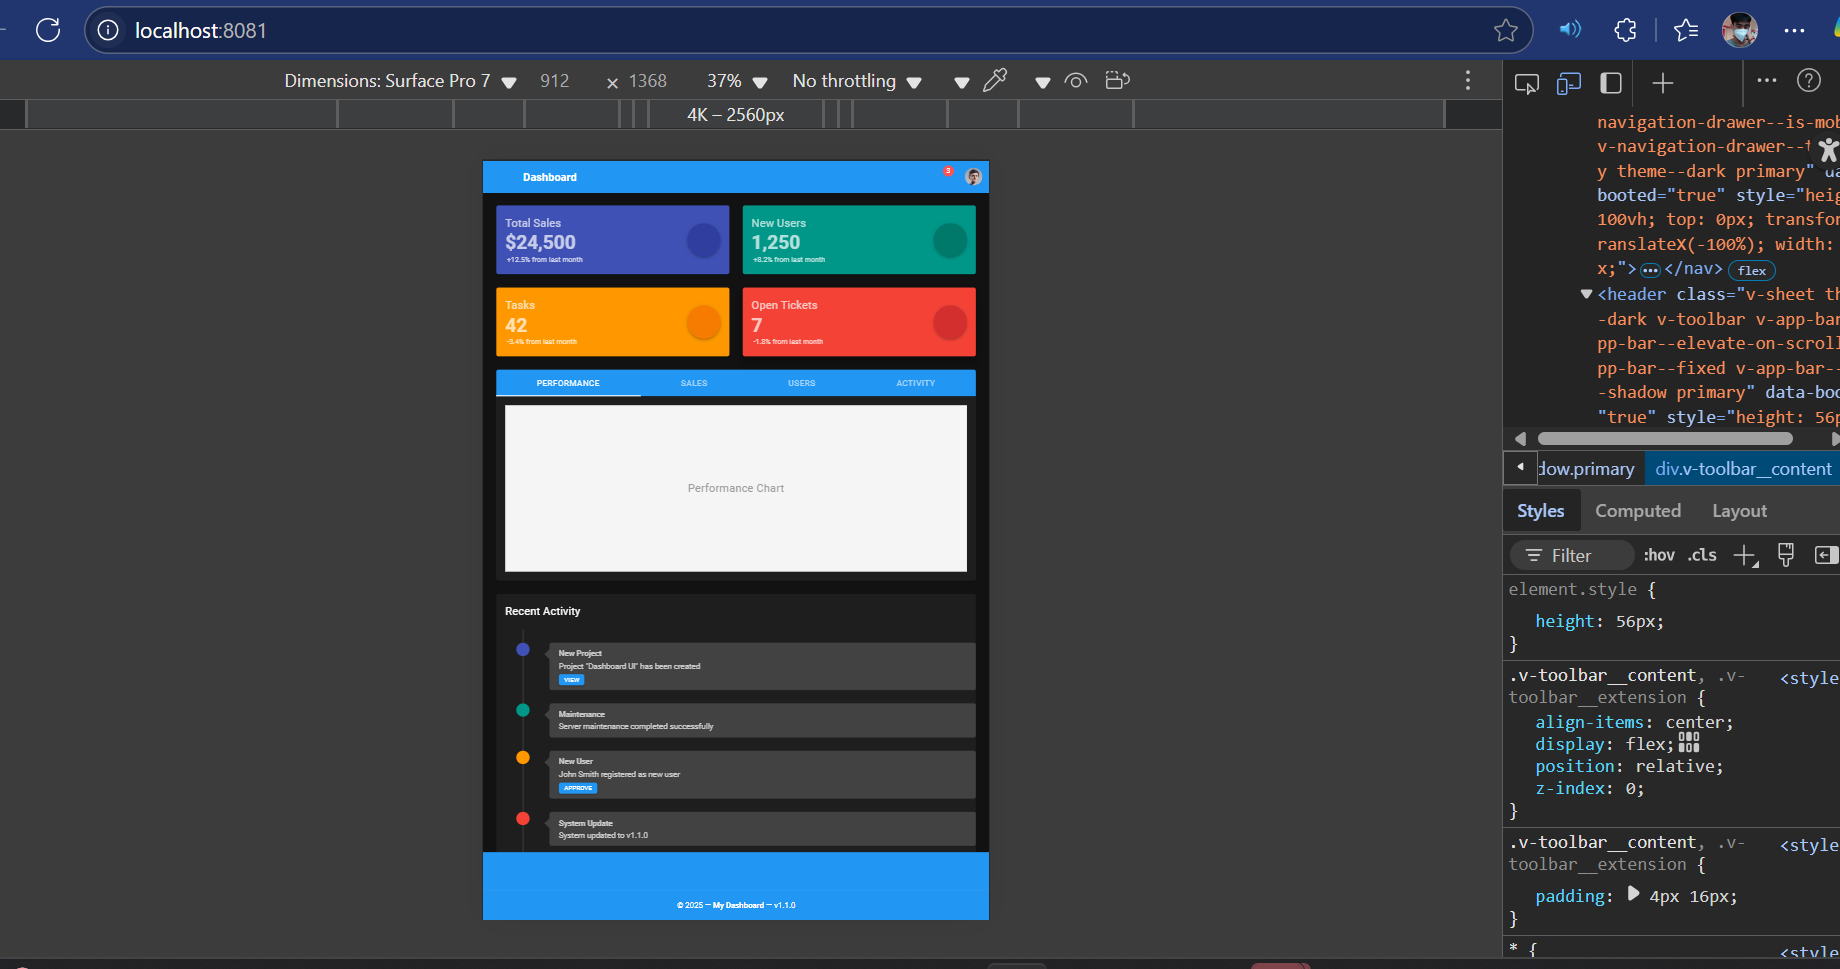 localhost:8081
Dimensions: Surface Pro 7 912 × 1368 37% No throttling
4K – 2560px
Dashboard
3
Total Sales
$24,500
+12.5% from last month
New Users
1,250
+8.2% from last month
Tasks
42
-3.4% from last month
Open Tickets
7
-1.8% from last month
PERFORMANCE SALES USERS ACTIVITY
Performance Chart
Recent Activity
New Project
Project "Dashboard UI" has been created
VIEW
Maintenance
Server maintenance completed successfully
New User
John Smith registered as new user
APPROVE
System Update
System updated to v1.1.0
© 2025 — My Dashboard — v1.1.0
navigation-drawer--is-mob
v-navigation-drawer--
y theme--dark primary" da
booted="true" style="heig
100vh; top: 0px; transfor
ranslateX(-100%); width:
x;"> ••• </nav> flex
<header class="v-sheet th
-dark v-toolbar v-app-bar
pp-bar--elevate-on-scroll
pp-bar--fixed v-app-bar--
-shadow primary" data-boo
"true" style="height: 56p
dow.primary div.v-toolbar__content
Styles Computed Layout
Filter :hov .cls
element.style {
height: 56px;
}
.v-toolbar__content, .v- <style
toolbar__extension {
align-items: center;
display: flex;
position: relative;
z-index: 0;
}
.v-toolbar__content, .v- <style
toolbar__extension {
padding: 4px 16px;
}
* { <style